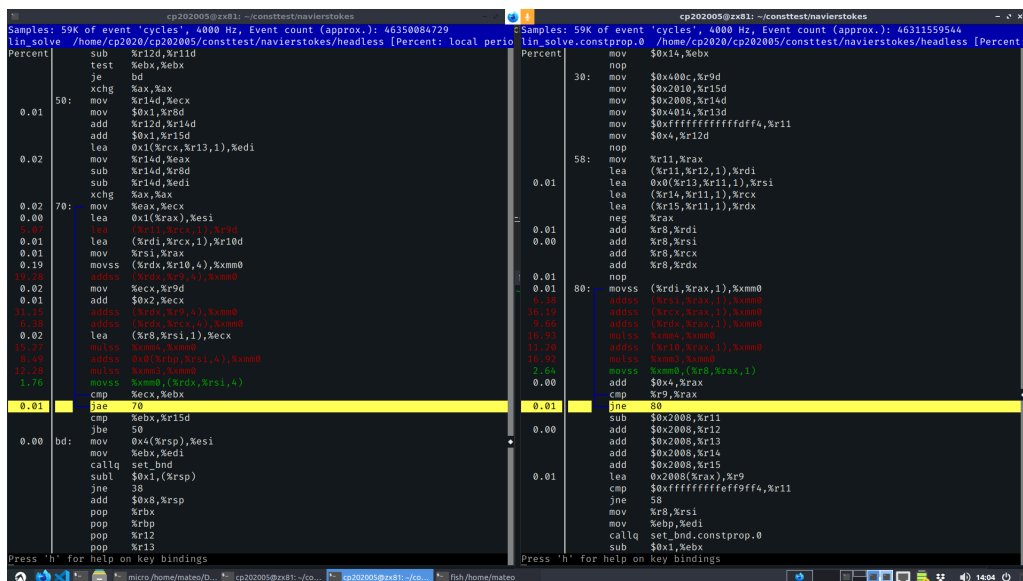 cp202005@zx81: ~/consttest/navierstokes
Samples: 59K of event 'cycles', 4000 Hz, Event count (approx.): 46350084729
lin_solve /home/cp2020/cp202005/consttest/navierstokes/headless [Percent: local perio
Percent sub %r12d,%r11d
test %ebx,%ebx
je bd
xchg %ax,%ax
50: mov %r14d,%ecx
0.01 mov $0x1,%r8d
add %r12d,%r14d
add $0x1,%r15d
lea 0x1(%rcx,%r13,1),%edi
0.02 mov %r14d,%eax
sub %r14d,%r8d
sub %r14d,%edi
xchg %ax,%ax
0.02 70: mov %eax,%ecx
0.00 lea 0x1(%rax),%esi
5.07 lea (%r11,%rcx,1),%r9d
0.01 lea (%rdi,%rcx,1),%r10d
0.01 mov %rsi,%rax
0.19 movss (%rdx,%r10,4),%xmm0
19.28 addss (%rdx,%r9,4),%xmm0
0.02 mov %ecx,%r9d
0.01 add $0x2,%ecx
31.15 addss (%rdx,%r9,4),%xmm0
6.36 addss (%rdx,%rcx,4),%xmm0
0.02 lea (%r8,%rsi,1),%ecx
15.27 mulss %xmm4,%xmm0
8.49 addss 0x0(%rbp,%rsi,4),%xmm0
12.28 mulss %xmm3,%xmm0
1.76 movss %xmm0,(%rdx,%rsi,4)
cmp %ecx,%ebx
0.01 jae 70
cmp %ebx,%r15d
jbe 50
0.00 bd: mov 0x4(%rsp),%esi
mov %ebx,%edi
callq set_bnd
subl $0x1,(%rsp)
jne 38
add $0x8,%rsp
pop %rbx
pop %rbp
pop %r12
pop %r13
Press 'h' for help on key bindings
cp202005@zx81: ~/consttest/navierstokes
Samples: 59K of event 'cycles', 4000 Hz, Event count (approx.): 46311559544
lin_solve.constprop.0 /home/cp2020/cp202005/consttest/navierstokes/headless [Percent
Percent mov $0x14,%ebx
nop
30: mov $0x400c,%r9d
mov $0x2010,%r15d
mov $0x2008,%r14d
mov $0x4014,%r13d
mov $0xffffffffffffdff4,%r11
mov $0x4,%r12d
nop
58: mov %r11,%rax
lea (%r11,%r12,1),%rdi
0.01 lea 0x0(%r13,%r11,1),%rsi
lea (%r14,%r11,1),%rcx
lea (%r15,%r11,1),%rdx
neg %rax
0.01 add %r8,%rdi
0.00 add %r8,%rsi
add %r8,%rcx
add %r8,%rdx
0.01 nop
0.01 80: movss (%rdi,%rax,1),%xmm0
6.38 addss (%rsi,%rax,1),%xmm0
36.19 addss (%rcx,%rax,1),%xmm0
9.66 addss (%rdx,%rax,1),%xmm0
16.93 mulss %xmm4,%xmm0
11.20 addss (%r10,%rax,1),%xmm0
16.92 mulss %xmm3,%xmm0
2.64 movss %xmm0,(%r8,%rax,1)
0.00 add $0x4,%rax
cmp %r9,%rax
0.01 jne 80
sub $0x2008,%r11
0.00 add $0x2008,%r12
add $0x2008,%r13
add $0x2008,%r14
add $0x2008,%r15
0.01 lea 0x2008(%rax),%r9
cmp $0xffffffffffeff9ff4,%r11
jne 58
mov %r8,%rsi
mov %ebp,%edi
callq set_bnd.constprop.0
sub $0x1,%ebx
Press 'h' for help on key bindings
micro /home/mateo/D... cp202005@zx81: ~/co... cp202005@zx81: ~/co... fish/home/mateo 14:04